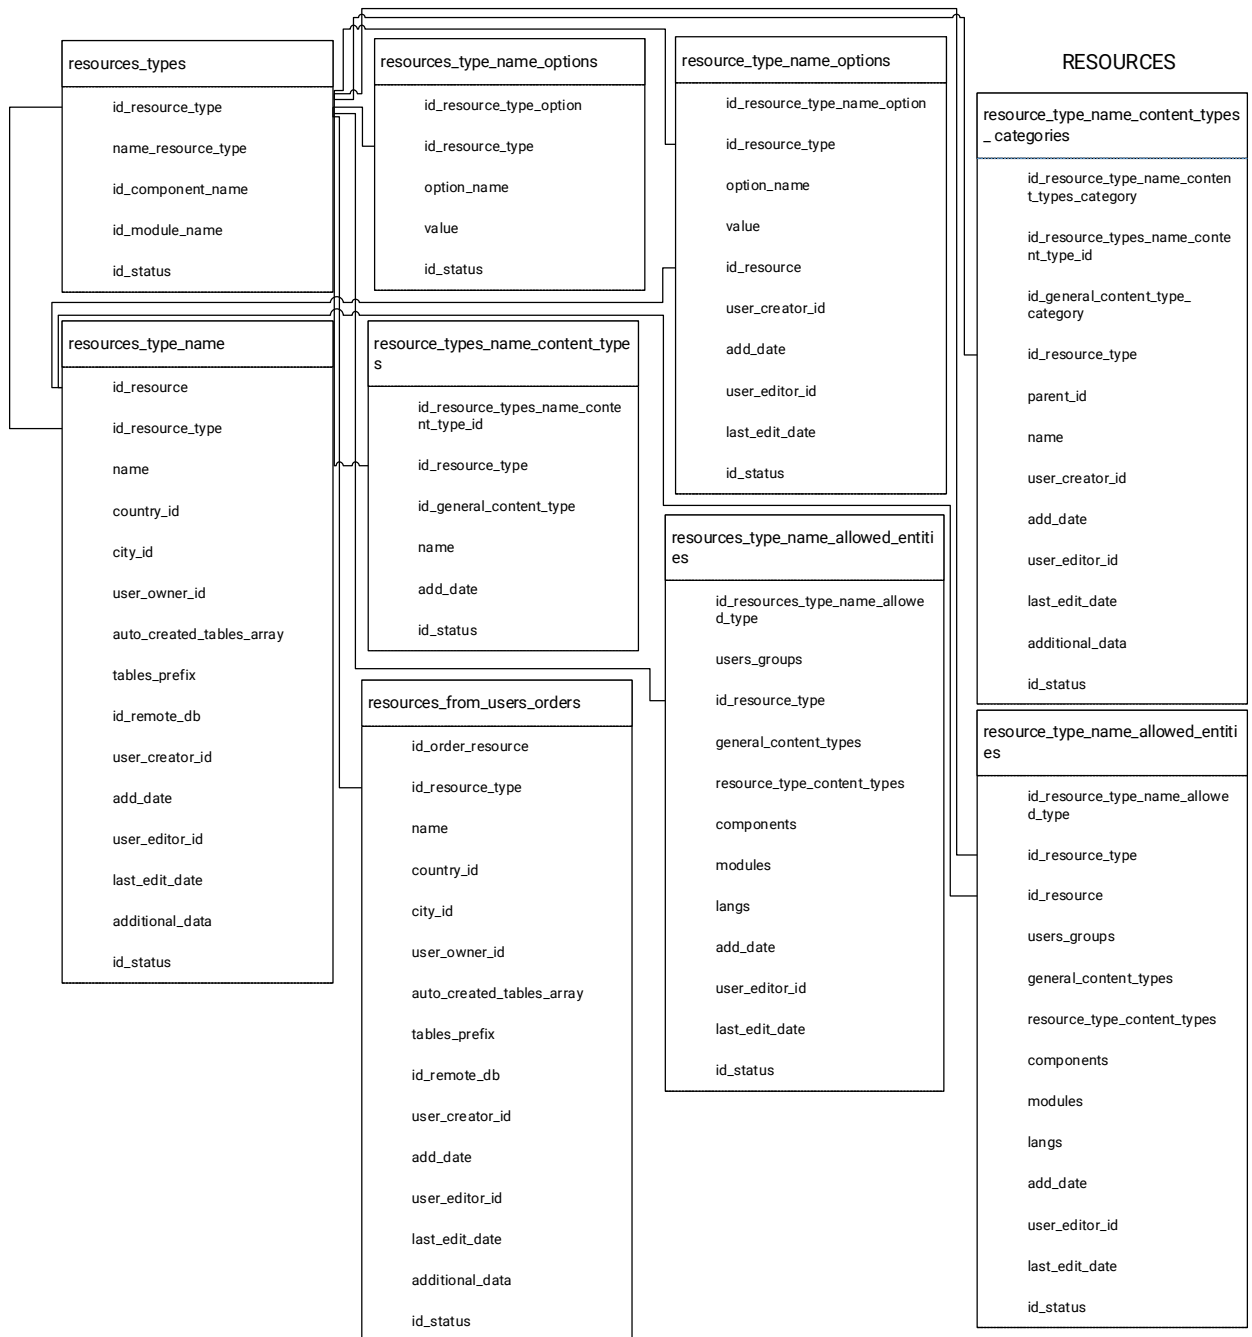 RESOURCES
resources_types
id_resource_type
name_resource_type
id_component_name
id_module_name
id_status
resources_type_name_options
id_resource_type_option
id_resource_type
option_name
value
id_status
resource_type_name_options
id_resource_type_name_option
id_resource_type
option_name
value
id_resource
user_creator_id
add_date
user_editor_id
last_edit_date
id_status
resource_type_name_content_types
_ categories
id_resource_type_name_conten
t_types_category
id_resource_types_name_conte
nt_type_id
id_general_content_type_
category
id_resource_type
parent_id
name
user_creator_id
add_date
user_editor_id
last_edit_date
additional_data
id_status
resources_type_name
id_resource
id_resource_type
name
country_id
city_id
user_owner_id
auto_created_tables_array
tables_prefix
id_remote_db
user_creator_id
add_date
user_editor_id
last_edit_date
additional_data
id_status
resource_types_name_content_type
s
id_resource_types_name_conte
nt_type_id
id_resource_type
id_general_content_type
name
add_date
id_status
resources_type_name_allowed_entiti
es
id_resources_type_name_allowe
d_type
users_groups
id_resource_type
general_content_types
resource_type_content_types
components
modules
langs
add_date
user_editor_id
last_edit_date
id_status
resources_from_users_orders
id_order_resource
id_resource_type
name
country_id
city_id
user_owner_id
auto_created_tables_array
tables_prefix
id_remote_db
user_creator_id
add_date
user_editor_id
last_edit_date
additional_data
id_status
resource_type_name_allowed_entiti
es
id_resource_type_name_allowe
d_type
id_resource_type
id_resource
users_groups
general_content_types
resource_type_content_types
components
modules
langs
add_date
user_editor_id
last_edit_date
id_status